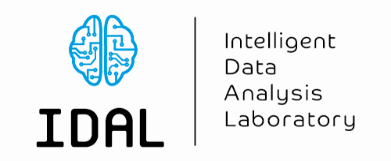 IDAL
Intelligent
Data
Analysis
Laboratory